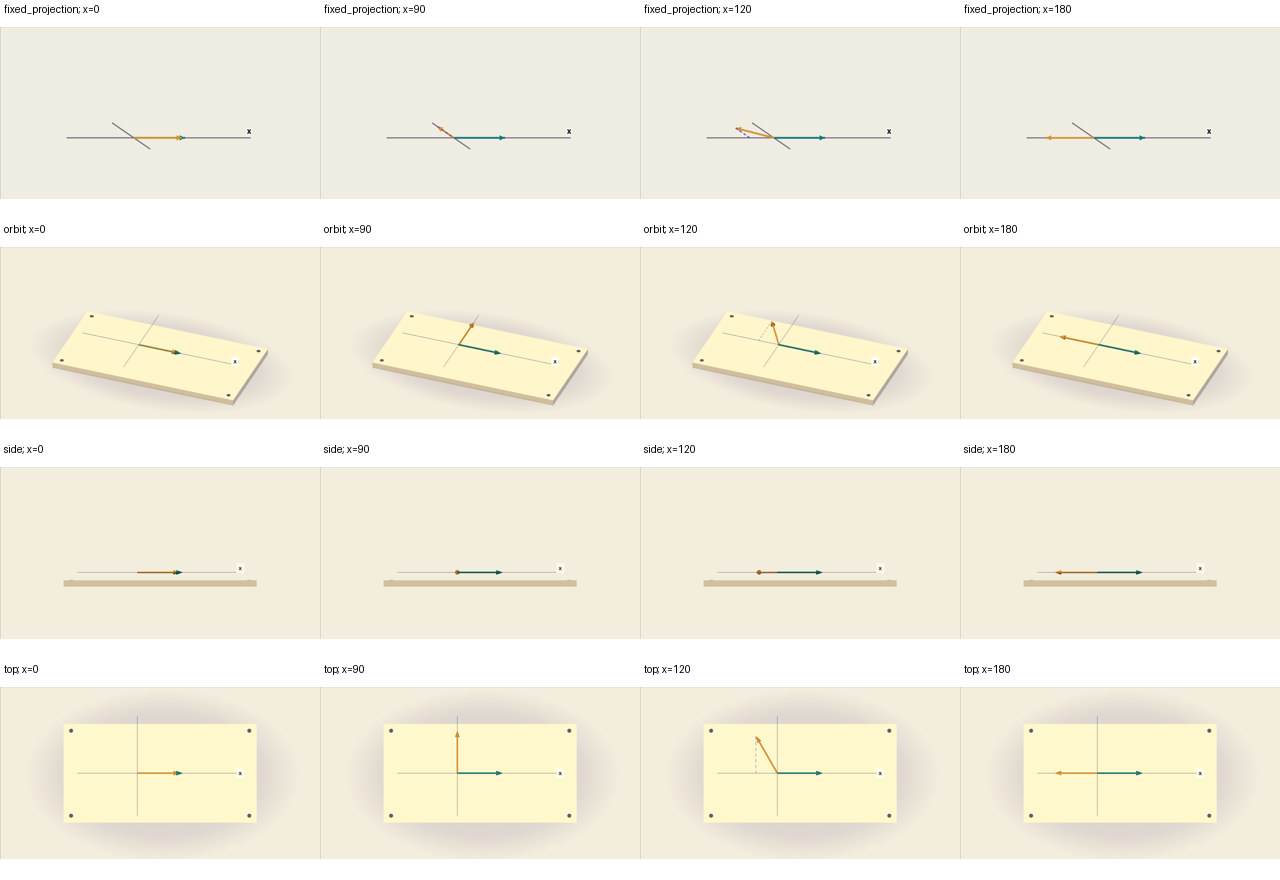 fixed_projection; x=0
fixed_projection; x=90
fixed_projection; x=120
fixed_projection; x=180
x
x
x
x
orbit; x=0
orbit; x=90
orbit; x=120
orbit; x=180
x
x
x
x
side; x=0
side; x=90
side; x=120
side; x=180
x
x
x
x
top; x=0
top; x=90
top; x=120
top; x=180
x
x
x
x